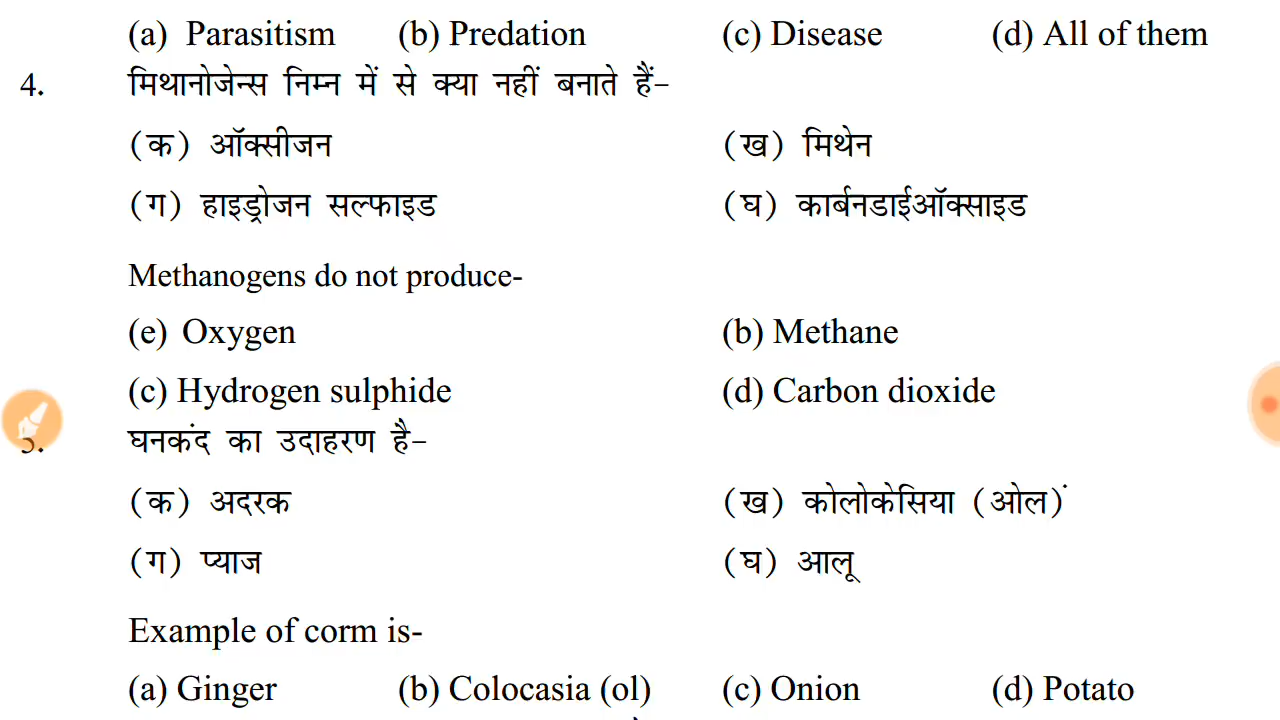 (a) Parasitism (b) Predation (c) Disease (d) All of them
4. मिथानोजेन्स निम्न में से क्या नहीं बनाते हैं-
(क) ऑक्सीजन (ख) मिथेन
(ग) हाइड्रोजन सल्फाइड (घ) कार्बनडाईऑक्साइड
Methanogens do not produce-
(e) Oxygen (b) Methane
(c) Hydrogen sulphide (d) Carbon dioxide
5. घनकंद का उदाहरण है-
(क) अदरक (ख) कोलोकेसिया (ओल)ं
(ग) प्याज (घ) आलू
Example of corm is-
(a) Ginger (b) Colocasia (ol) (c) Onion (d) Potato